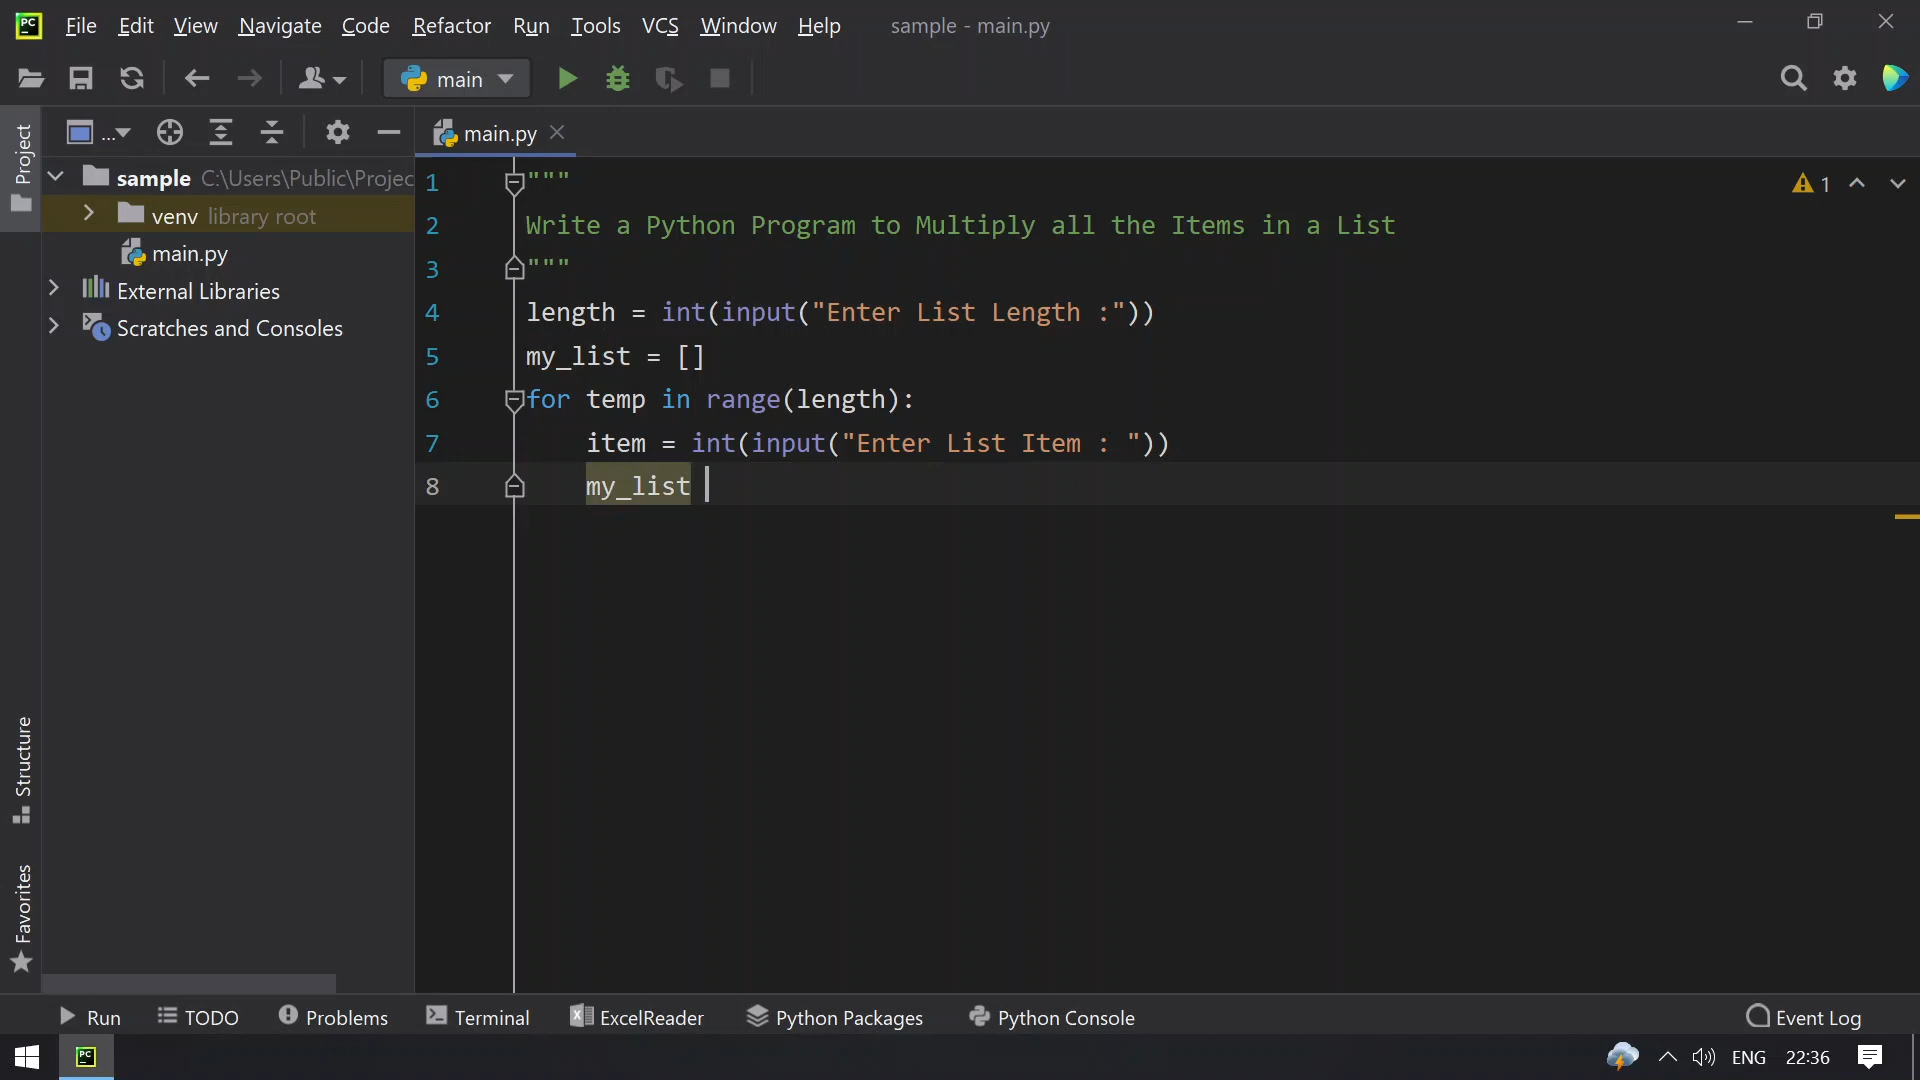 PC File Edit View Navigate Code Refactor Run Tools VCS Window Help sample - main.py
main
Project
...
main.py
sample C:\Users\Public\Projec
venv library root
main.py
External Libraries
Scratches and Consoles
1 """
2 Write a Python Program to Multiply all the Items in a List
3 """
4 length = int(input("Enter List Length :"))
5 my_list = []
6 for temp in range(length):
7 item = int(input("Enter List Item : "))
8 my_list
1
Structure
Favorites
Run TODO Problems Terminal ExcelReader Python Packages Python Console Event Log
PC ENG 22:36